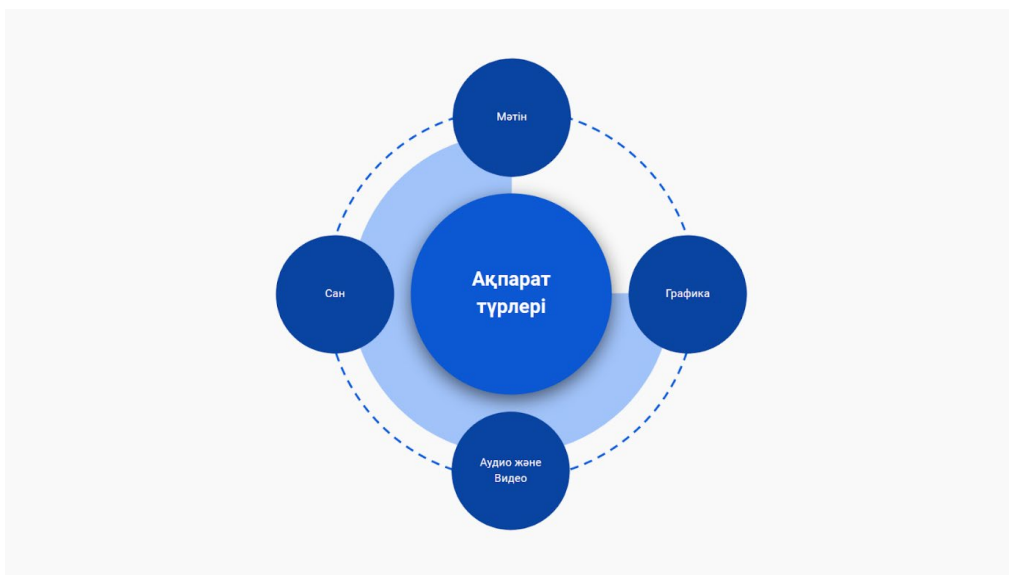 Мәтін
Ақпарат
түрлері
Сан
Графика
Аудио және
Видео